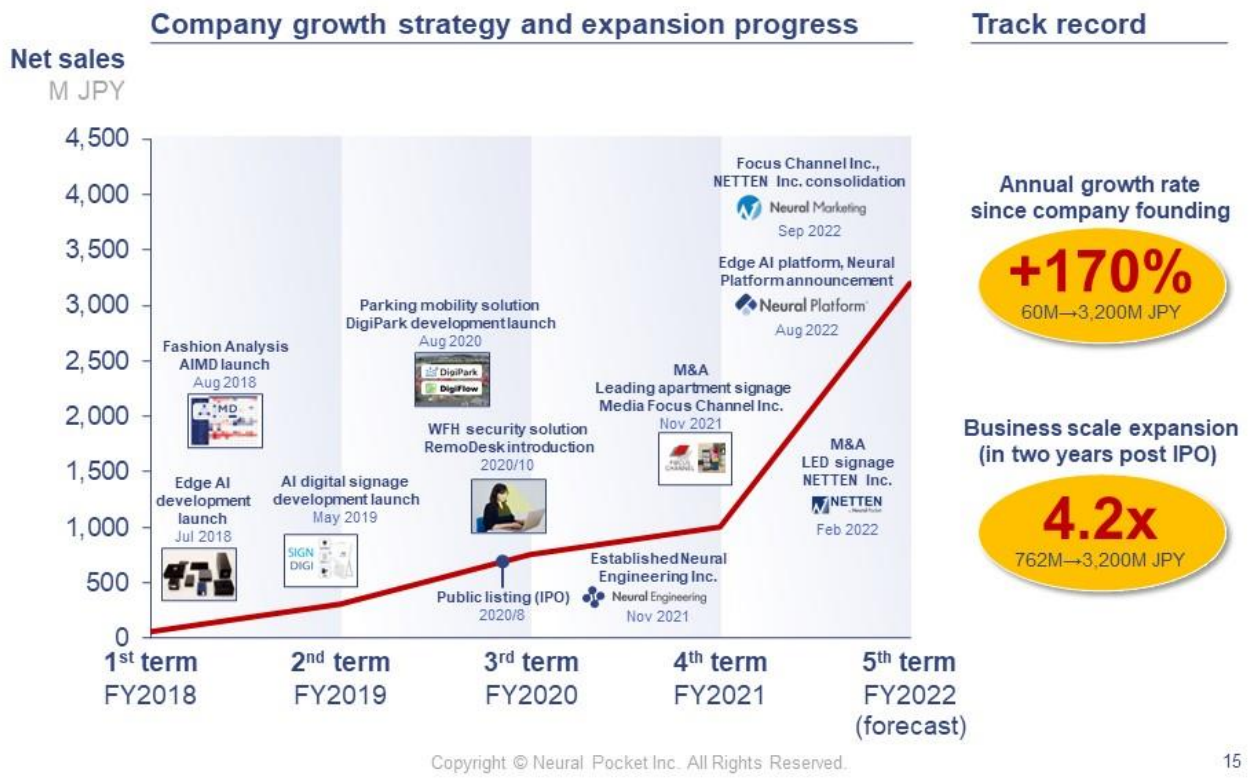 Company growth strategy and expansion progress
Track record
Net sales
M JPY
4,500
4,000
3,500
3,000
2,500
2,000
1,500
1,000
500
0
Fashion Analysis
AIMD launch
Aug 2018
MD
Edge AI
development
launch
Jul 2018
AI digital signage
development launch
May 2019
SIGN
DIGI
Parking mobility solution
DigiPark development launch
Aug 2020
DigiPark
DigiFlow
WFH security solution
RemoDesk introduction
2020/10
Public listing (IPO)
2020/8
Established Neural
Engineering Inc.
Neural Engineering
Nov 2021
M&A
Leading apartment signage
Media Focus Channel Inc.
Nov 2021
FOCUS
CHANNEL
Focus Channel Inc.,
NETTEN Inc. consolidation
Neural Marketing
Sep 2022
Edge AI platform, Neural
Platform announcement
Neural Platform
Aug 2022
M&A
LED signage
NETTEN Inc.
NETTEN
by Neural Pocket
Feb 2022
1st term
FY2018
2nd term
FY2019
3rd term
FY2020
4th term
FY2021
5th term
FY2022
(forecast)
Annual growth rate
since company founding
+170%
60M→3,200M JPY
Business scale expansion
(in two years post IPO)
4.2x
762M→3,200M JPY
Copyright © Neural Pocket Inc. All Rights Reserved.
15